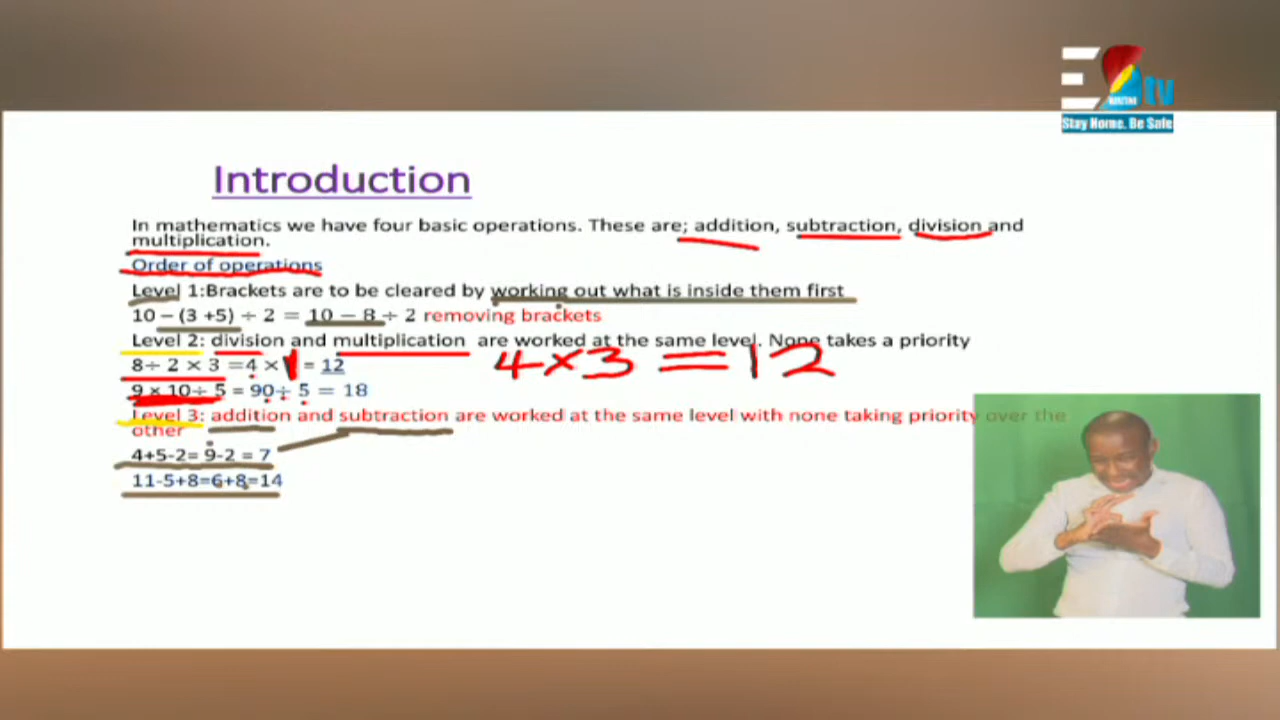 E tv
Stay Home. Be Safe
Introduction
In mathematics we have four basic operations. These are; addition, subtraction, division and
multiplication.
Order of operations
Level 1:Brackets are to be cleared by working out what is inside them first
10 – (3 +5) ÷ 2 = 10 – 8 ÷ 2 removing brackets
Level 2: division and multiplication are worked at the same level. None takes a priority
8÷ 2 × 3 =4 × = 12
4 × 3 = 12
9 × 10÷ 5 = 90÷ 5 = 18
Level 3: addition and subtraction are worked at the same level with none taking priority over the
other
4+5-2= 9-2 = 7
11-5+8=6+8=14